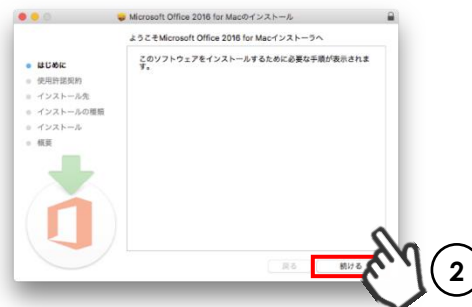 Microsoft Office 2016 for Macのインストール
ようこそMicrosoft Office 2016 for Macインストーラへ
はじめに
使用許諾契約
インストール先
インストールの種類
インストール
概要
このソフトウェアをインストールするために必要な手順が表示されま
す。
戻る
続ける
2